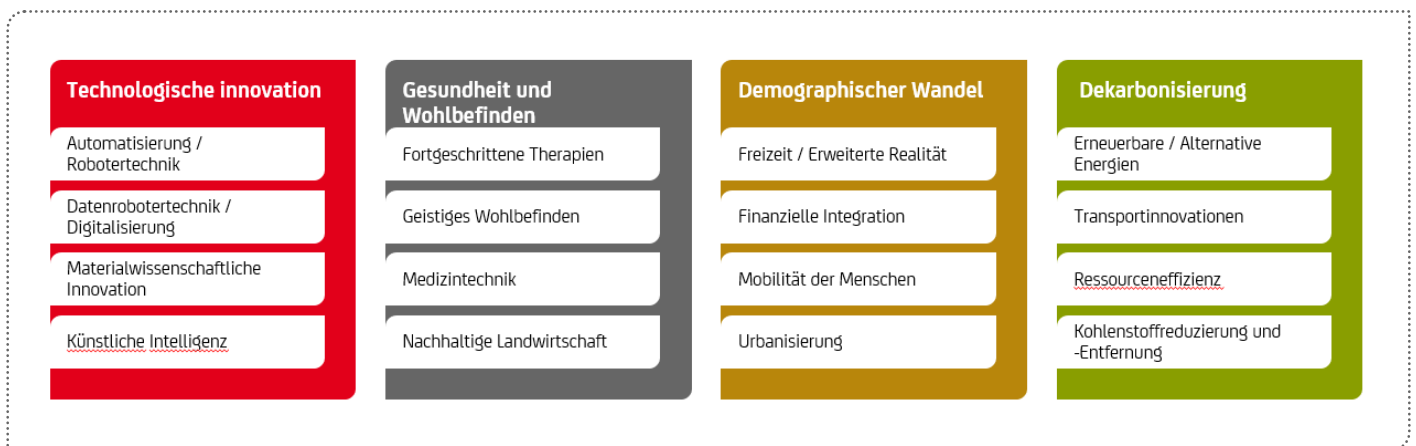 Technologische innovation
Automatisierung /
Robotertechnik
Datenrobotertechnik /
Digitalisierung
Materialwissenschaftliche
Innovation
Künstliche Intelligenz
Gesundheit und
Wohlbefinden
Fortgeschrittene Therapien
Geistiges Wohlbefinden
Medizintechnik
Nachhaltige Landwirtschaft
Demographischer Wandel
Freizeit / Erweiterte Realität
Finanzielle Integration
Mobilität der Menschen
Urbanisierung
Dekarbonisierung
Erneuerbare / Alternative
Energien
Transportinnovationen
Ressourceneffizienz
Kohlenstoffreduzierung und
-Entfernung